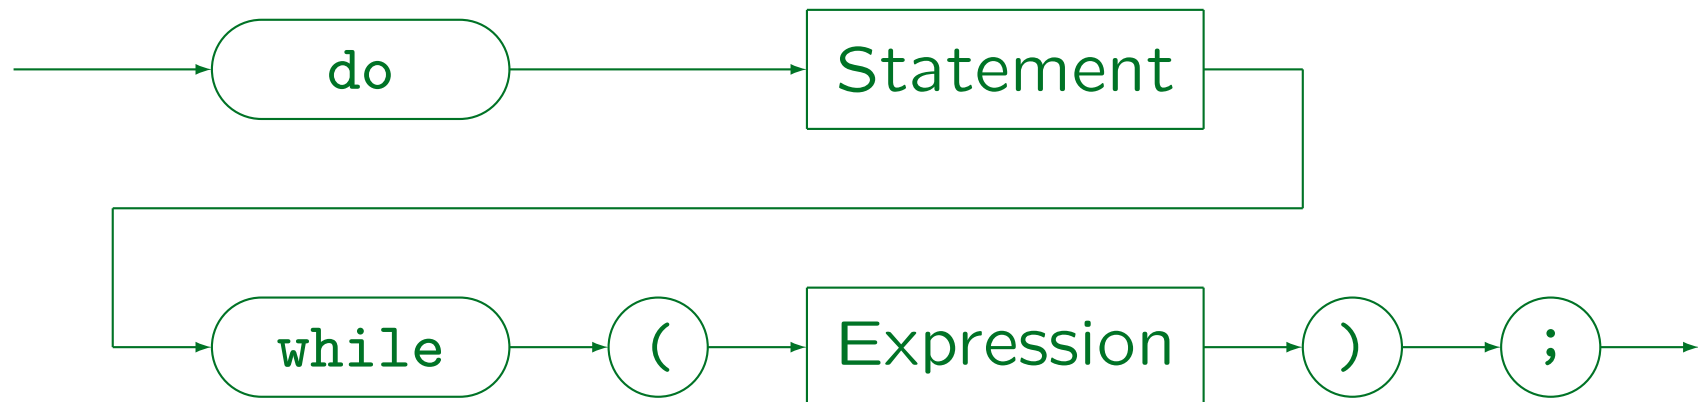 do Statement
while ( Expression ) ;